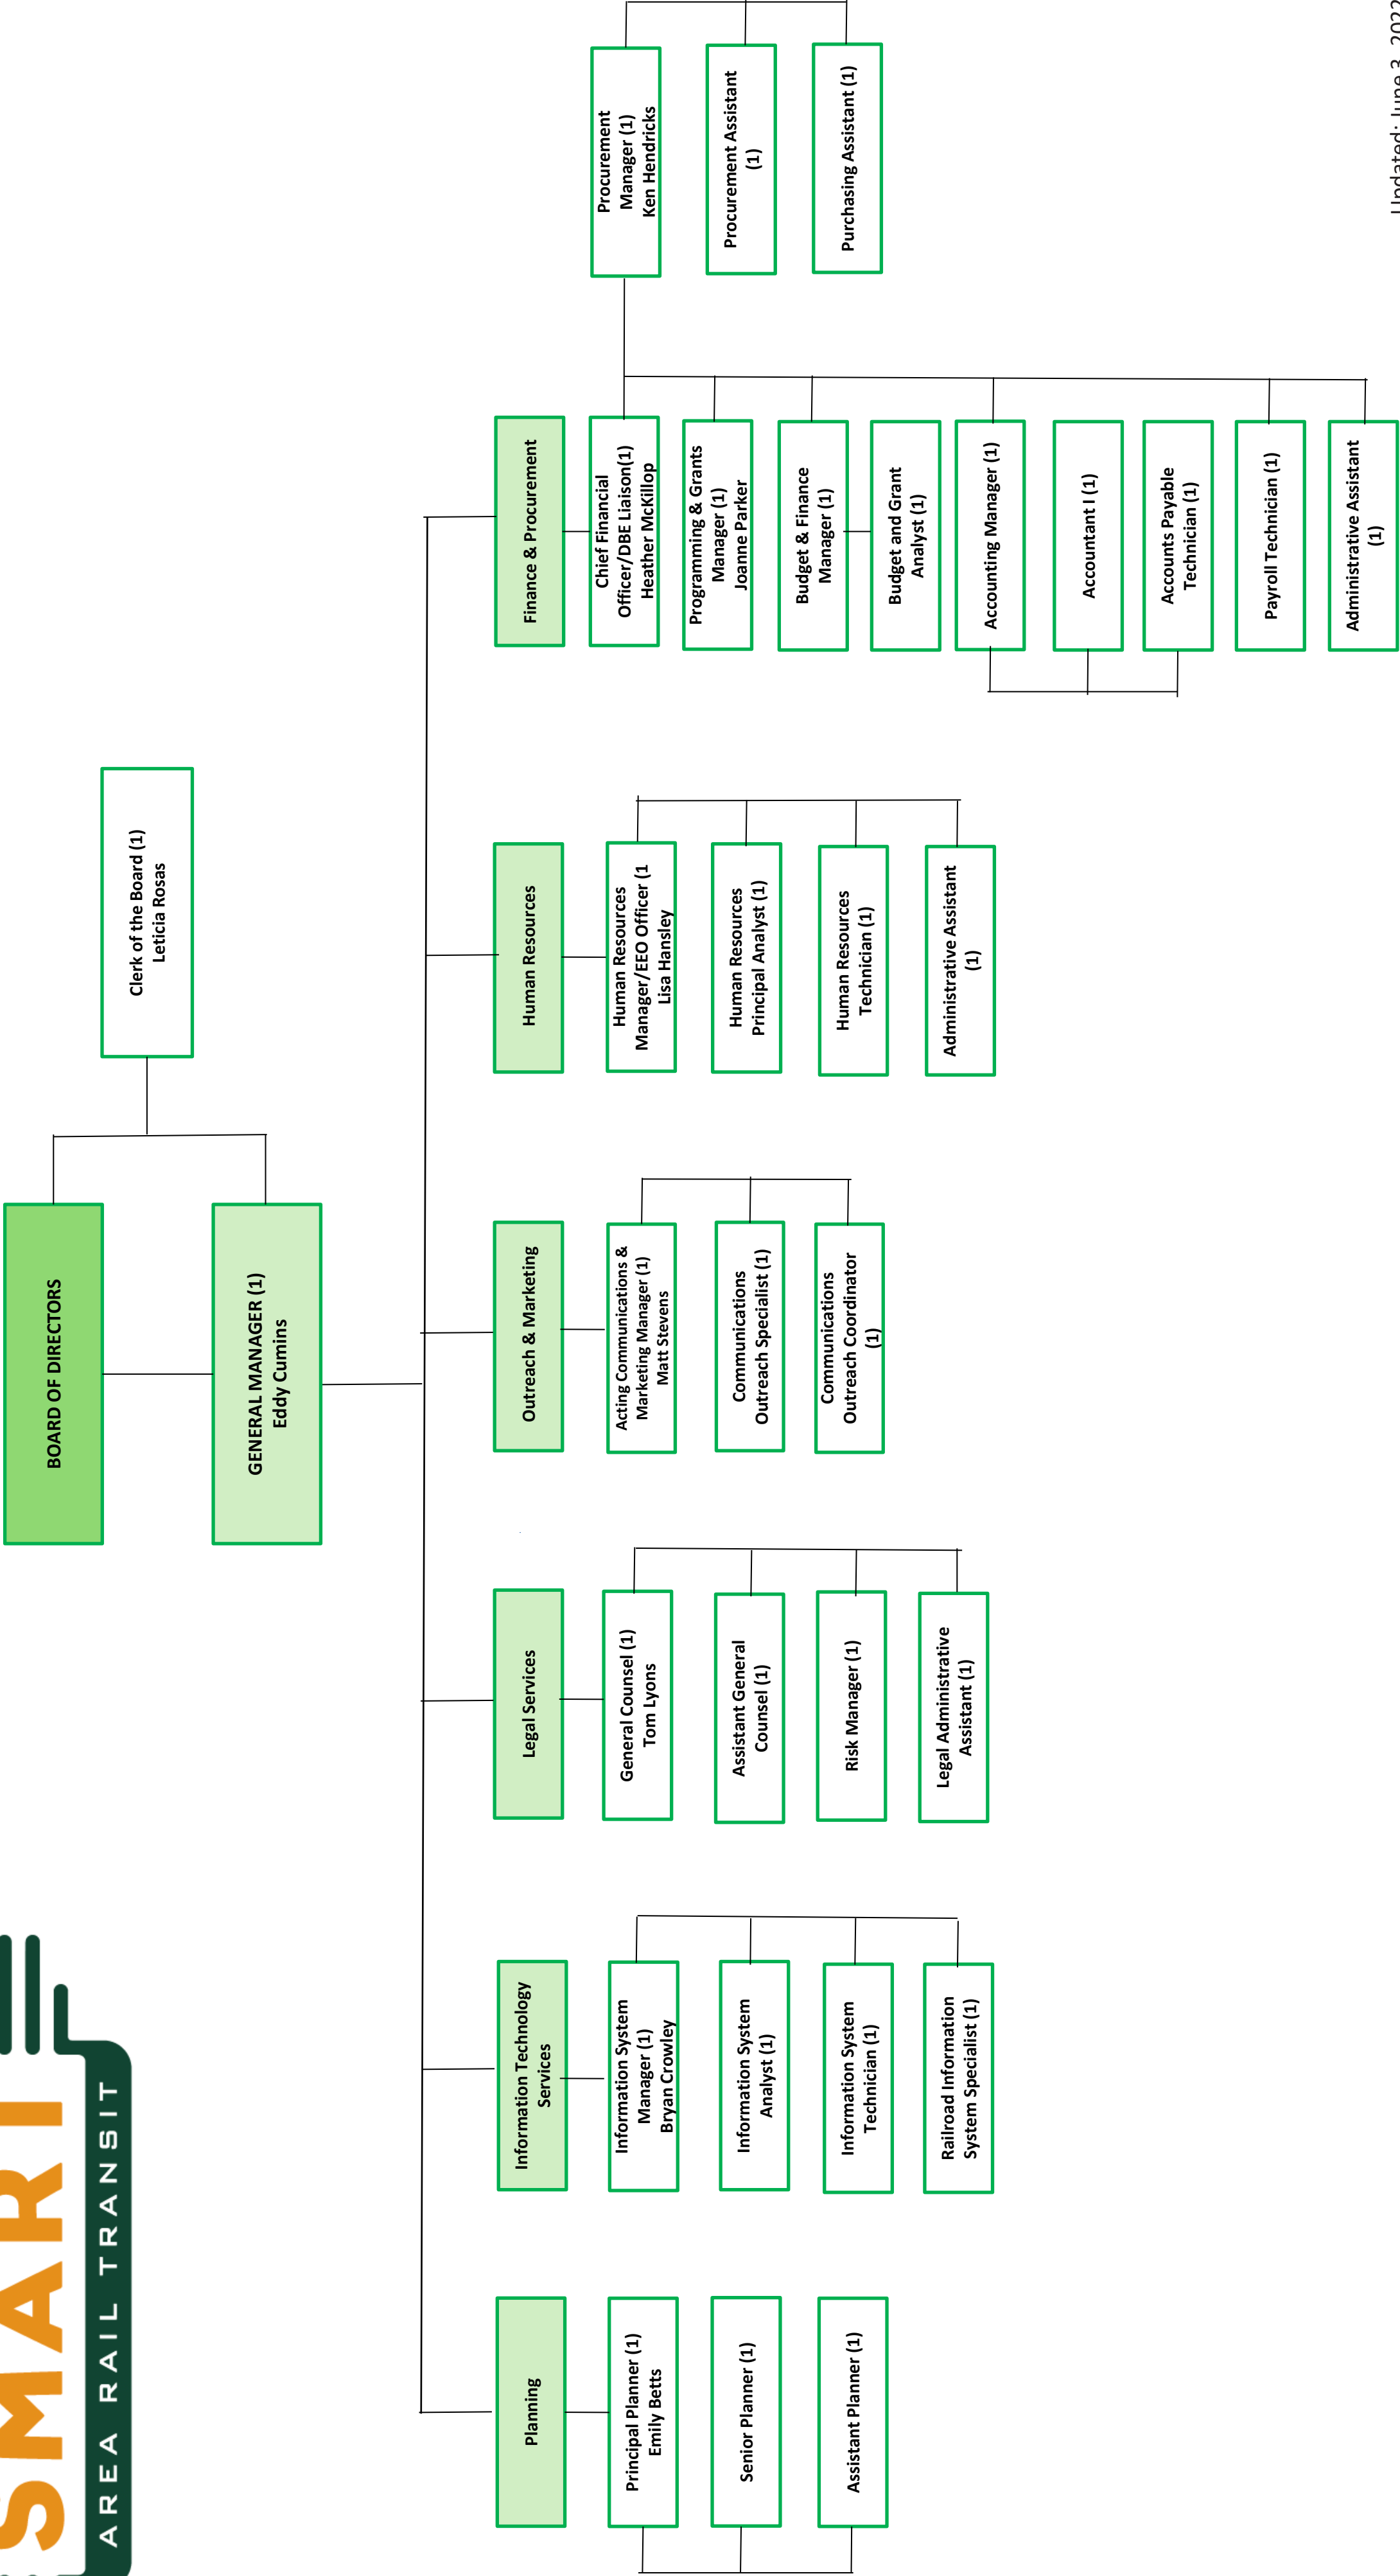 SMART
AREA RAIL TRANSIT
BOARD OF DIRECTORS
GENERAL MANAGER (1)
Eddy Cumins
Clerk of the Board (1)
Leticia Rosas
Planning
Principal Planner (1)
Emily Betts
Senior Planner (1)
Assistant Planner (1)
Information Technology
Services
Information System
Manager (1)
Bryan Crowley
Information System
Analyst (1)
Information System
Technician (1)
Railroad Information
System Specialist (1)
Legal Services
General Counsel (1)
Tom Lyons
Assistant General
Counsel (1)
Risk Manager (1)
Legal Administrative
Assistant (1)
Outreach & Marketing
Acting Communications &
Marketing Manager (1)
Matt Stevens
Communications
Outreach Specialist (1)
Communications
Outreach Coordinator
(1)
Human Resources
Human Resources
Manager/EEO Officer (1
Lisa Hansley
Human Resources
Principal Analyst (1)
Human Resources
Technician (1)
Administrative Assistant
(1)
Finance & Procurement
Chief Financial
Officer/DBE Liaison(1)
Heather McKillop
Programming & Grants
Manager (1)
Joanne Parker
Budget & Finance
Manager (1)
Budget and Grant
Analyst (1)
Accounting Manager (1)
Accountant I (1)
Accounts Payable
Technician (1)
Payroll Technician (1)
Administrative Assistant
(1)
Procurement
Manager (1)
Ken Hendricks
Procurement Assistant
(1)
Purchasing Assistant (1)
Updated: June 3, 2022